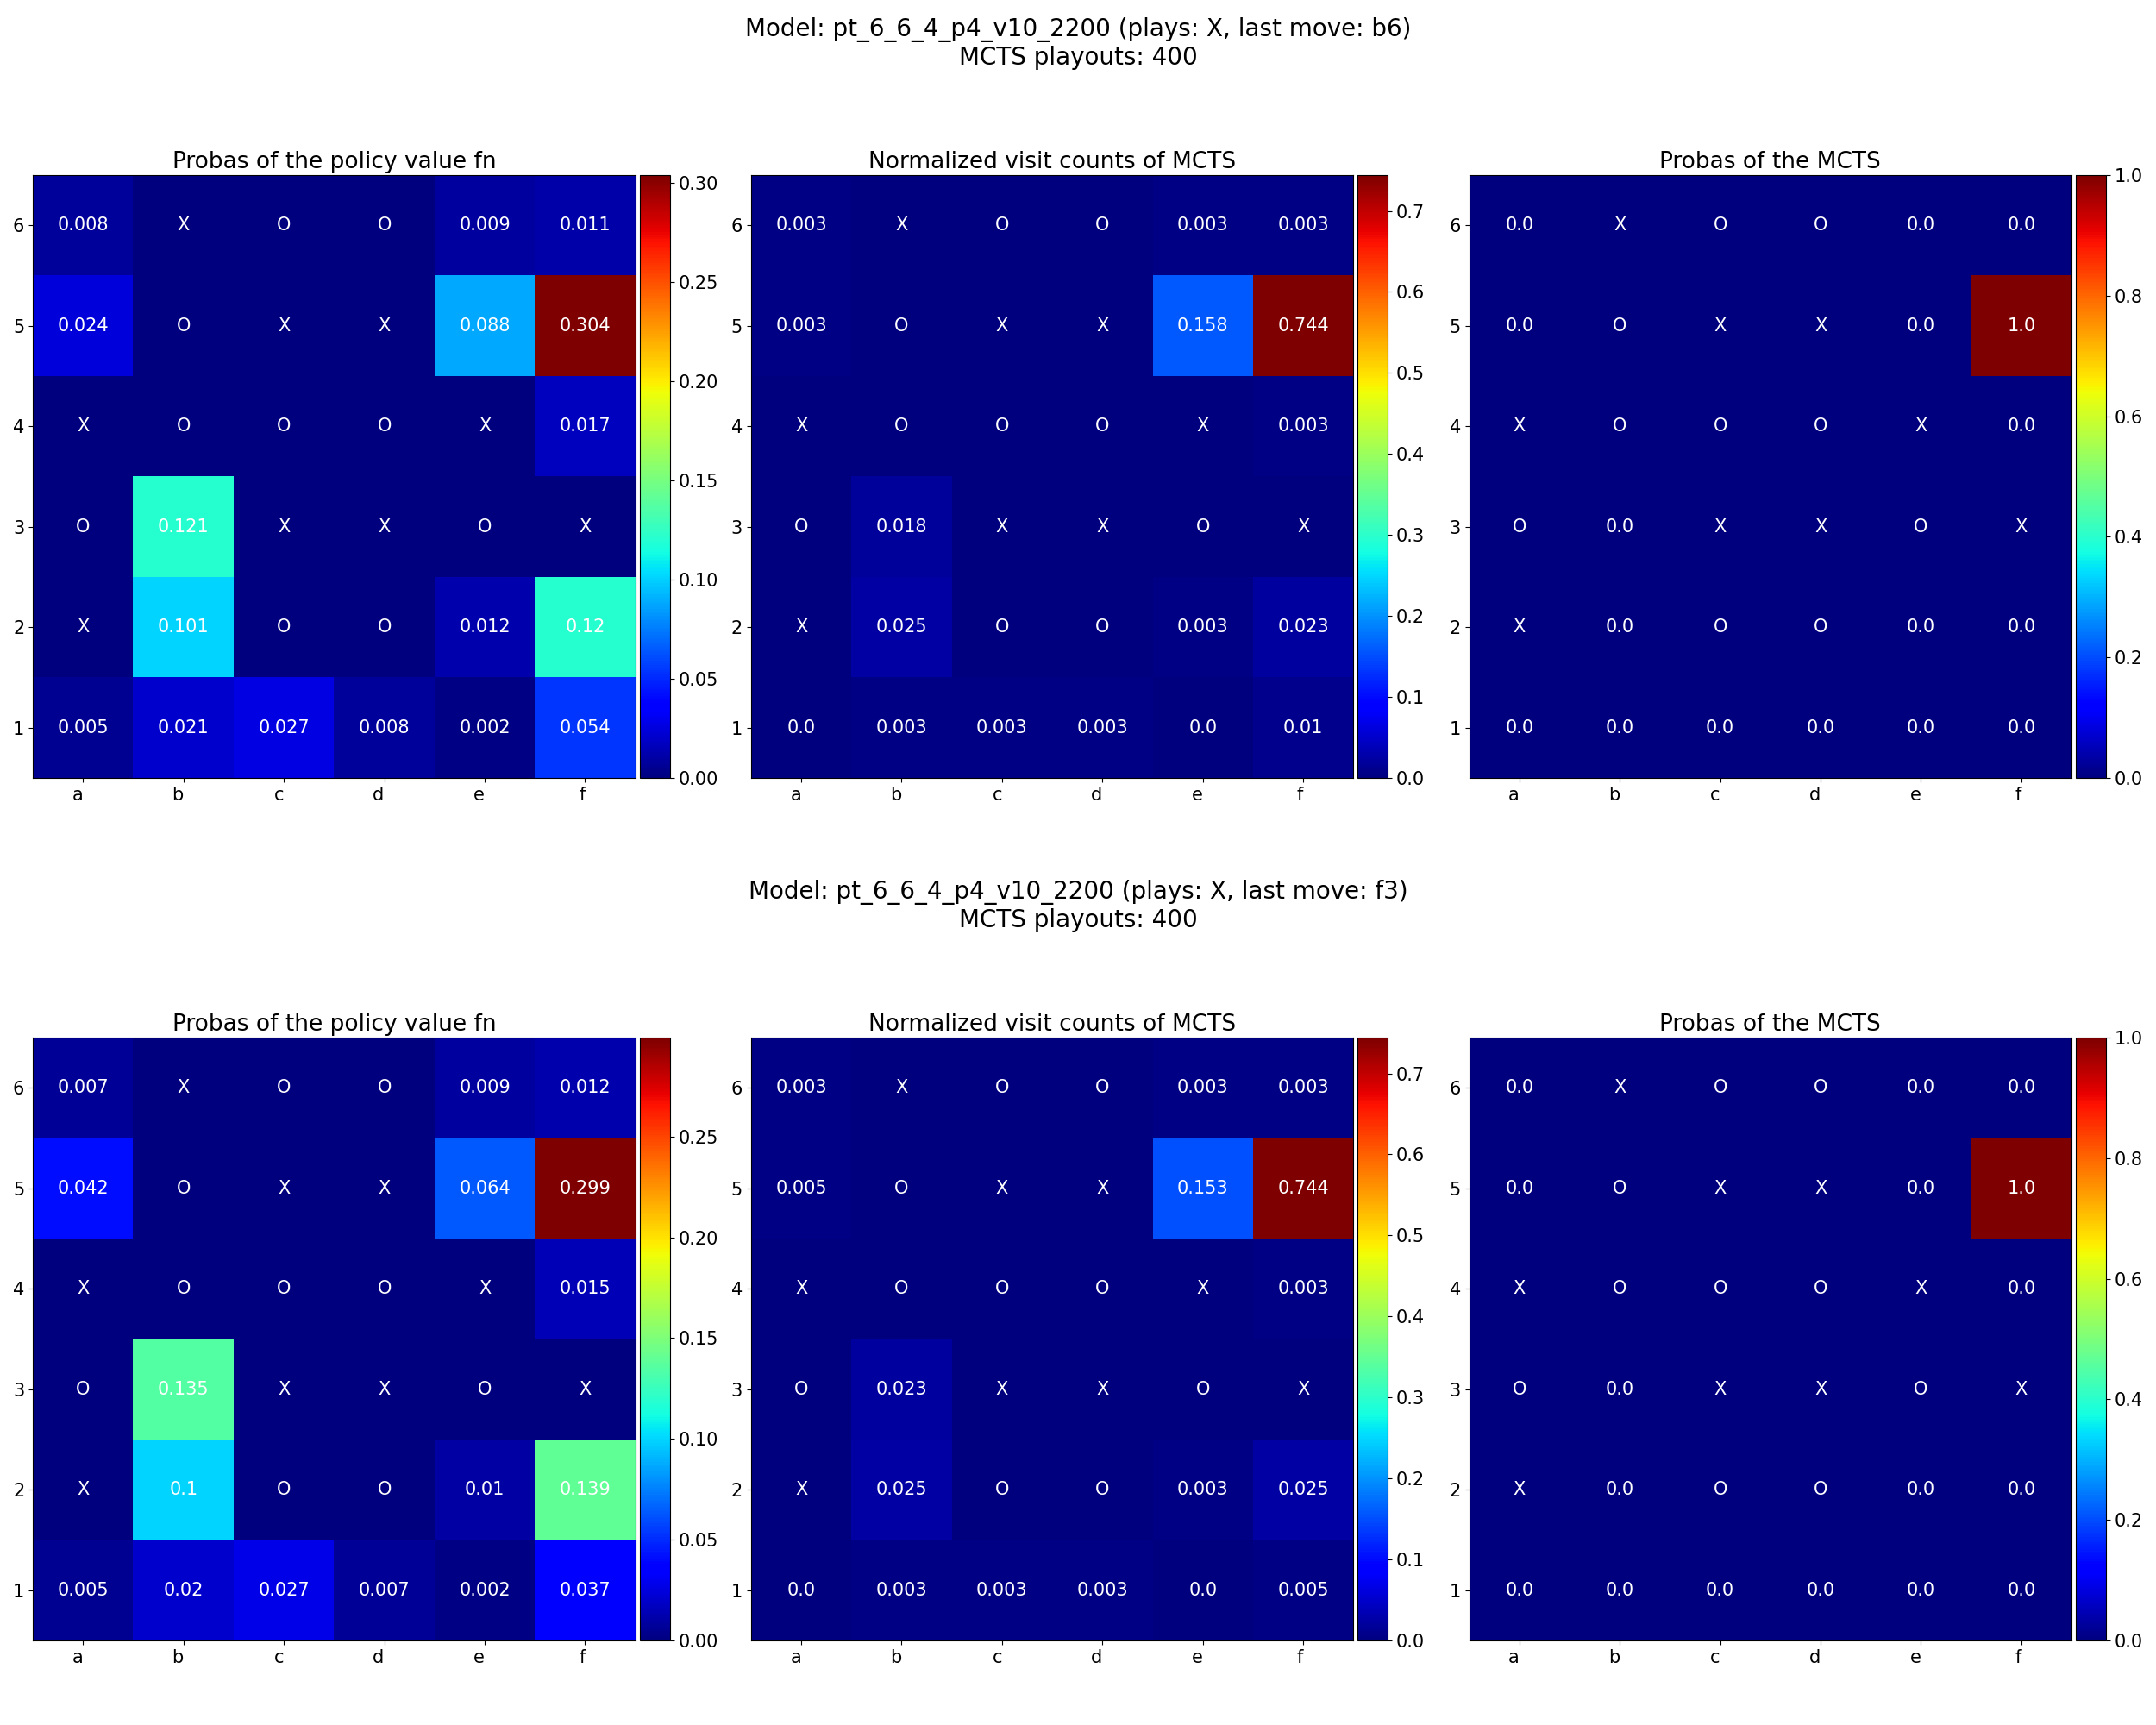 Model: pt_6_6_4_p4_v10_2200 (plays: X, last move: b6)
MCTS playouts: 400
Probas of the policy value fn
6 0.008 X O O 0.009 0.011
5 0.024 O X X 0.088 0.304
4 X O O O X 0.017
3 O 0.121 X X O X
2 X 0.101 O O 0.012 0.12
1 0.005 0.021 0.027 0.008 0.002 0.054
a b c d e f
0.30
0.25
0.20
0.15
0.10
0.05
0.00
Normalized visit counts of MCTS
6 0.003 X O O 0.003 0.003
5 0.003 O X X 0.158 0.744
4 X O O O X 0.003
3 O 0.018 X X O X
2 X 0.025 O O 0.003 0.023
1 0.0 0.003 0.003 0.003 0.0 0.01
a b c d e f
0.7
0.6
0.5
0.4
0.3
0.2
0.1
0.0
Probas of the MCTS
6 0.0 X O O 0.0 0.0
5 0.0 O X X 0.0 1.0
4 X O O O X 0.0
3 O 0.0 X X O X
2 X 0.0 O O 0.0 0.0
1 0.0 0.0 0.0 0.0 0.0 0.0
a b c d e f
1.0
0.8
0.6
0.4
0.2
0.0
Model: pt_6_6_4_p4_v10_2200 (plays: X, last move: f3)
MCTS playouts: 400
Probas of the policy value fn
6 0.007 X O O 0.009 0.012
5 0.042 O X X 0.064 0.299
4 X O O O X 0.015
3 O 0.135 X X O X
2 X 0.1 O O 0.01 0.139
1 0.005 0.02 0.027 0.007 0.002 0.037
a b c d e f
0.25
0.20
0.15
0.10
0.05
0.00
Normalized visit counts of MCTS
6 0.003 X O O 0.003 0.003
5 0.005 O X X 0.153 0.744
4 X O O O X 0.003
3 O 0.023 X X O X
2 X 0.025 O O 0.003 0.025
1 0.0 0.003 0.003 0.003 0.0 0.005
a b c d e f
0.7
0.6
0.5
0.4
0.3
0.2
0.1
0.0
Probas of the MCTS
6 0.0 X O O 0.0 0.0
5 0.0 O X X 0.0 1.0
4 X O O O X 0.0
3 O 0.0 X X O X
2 X 0.0 O O 0.0 0.0
1 0.0 0.0 0.0 0.0 0.0 0.0
a b c d e f
1.0
0.8
0.6
0.4
0.2
0.0